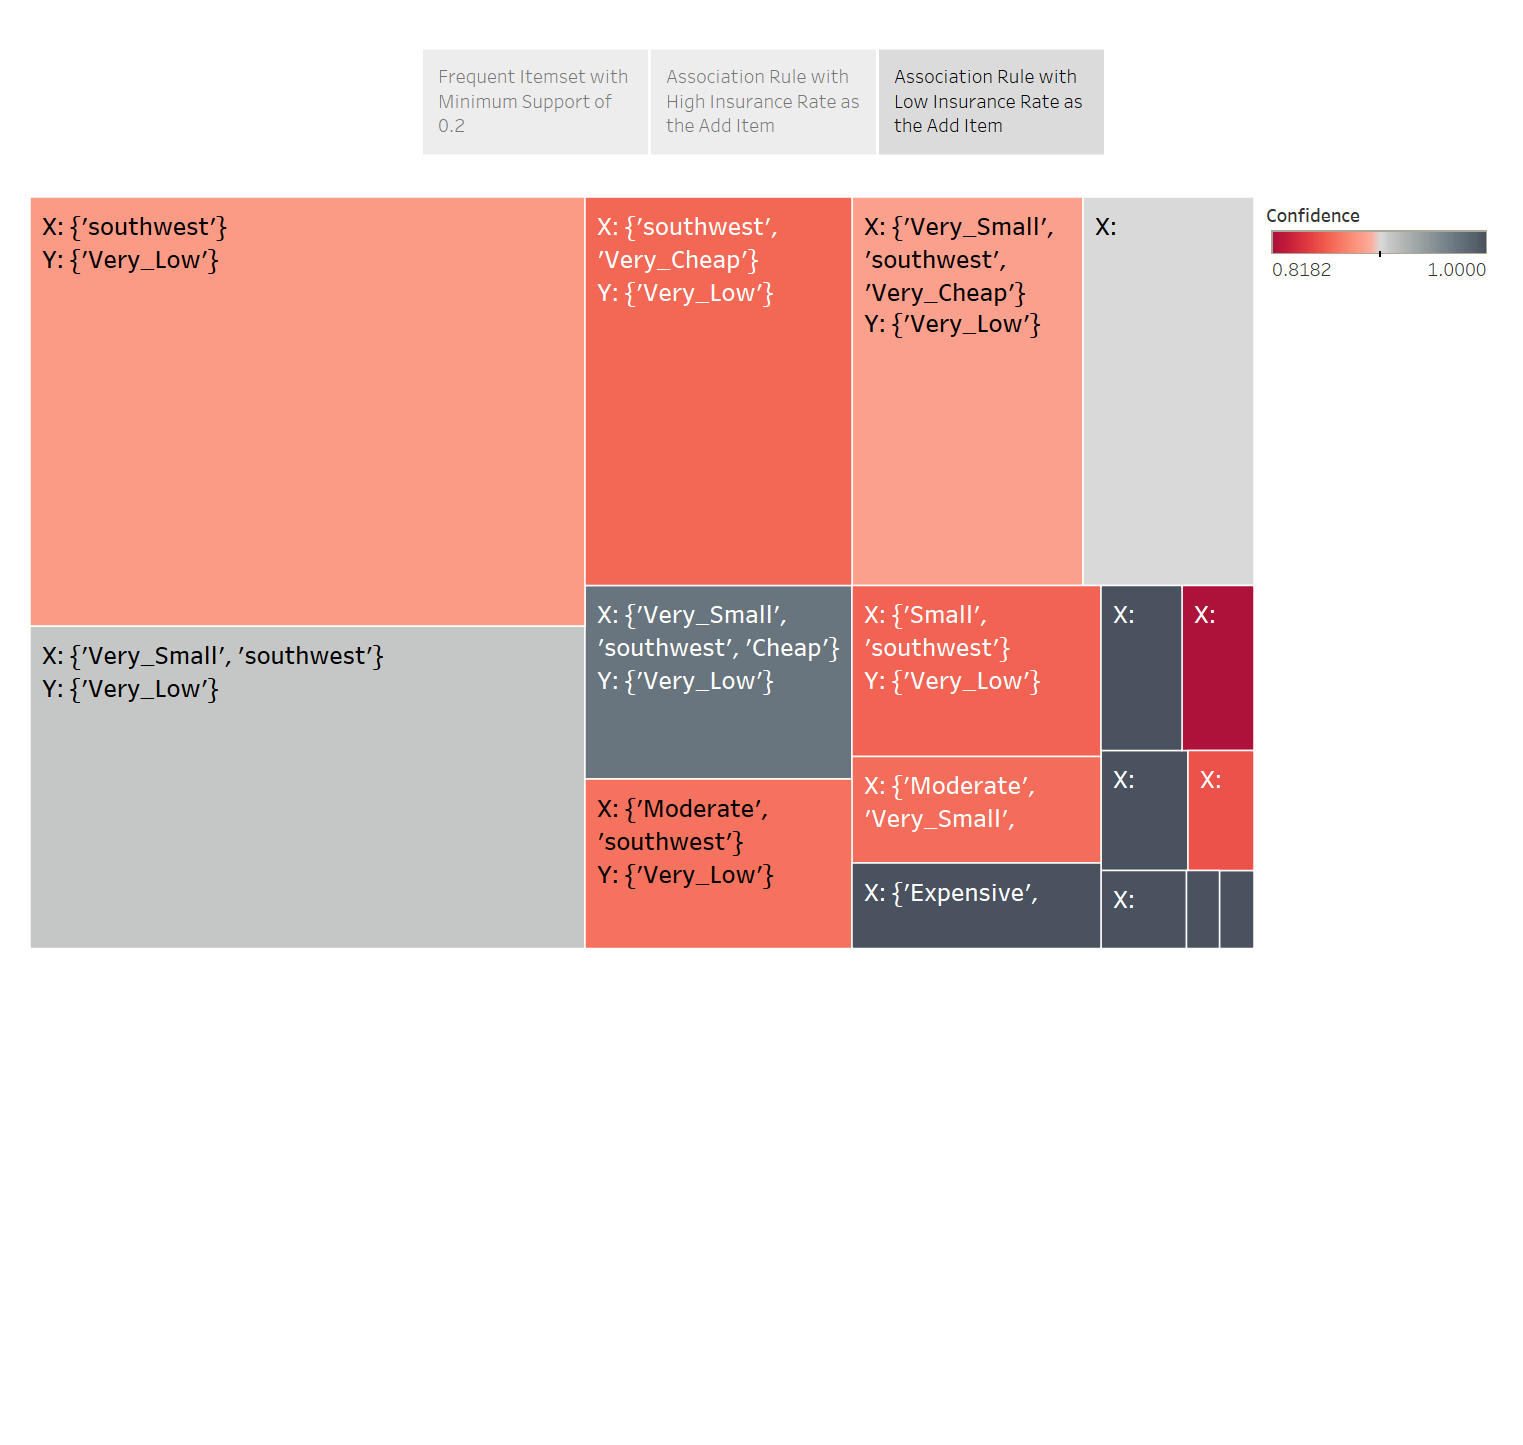 Frequent Itemset with
Minimum Support of
0.2
Association Rule with
High Insurance Rate as
the Add Item
Association Rule with
Low Insurance Rate as
the Add Item
X: {'southwest'}
Y: {'Very_Low'}
X: {'southwest',
'Very_Cheap'}
Y: {'Very_Low'}
X: {'Very_Small',
'southwest',
'Very_Cheap'}
Y: {'Very_Low'}
X:
Confidence
0.8182 1.0000
X: {'Very_Small', 'southwest'}
Y: {'Very_Low'}
X: {'Very_Small',
'southwest', 'Cheap'}
Y: {'Very_Low'}
X: {'Moderate',
'southwest'}
Y: {'Very_Low'}
X: {'Small',
'southwest'}
Y: {'Very_Low'}
X: {'Moderate',
'Very_Small',
X: {'Expensive',
X:
X:
X:
X:
X: